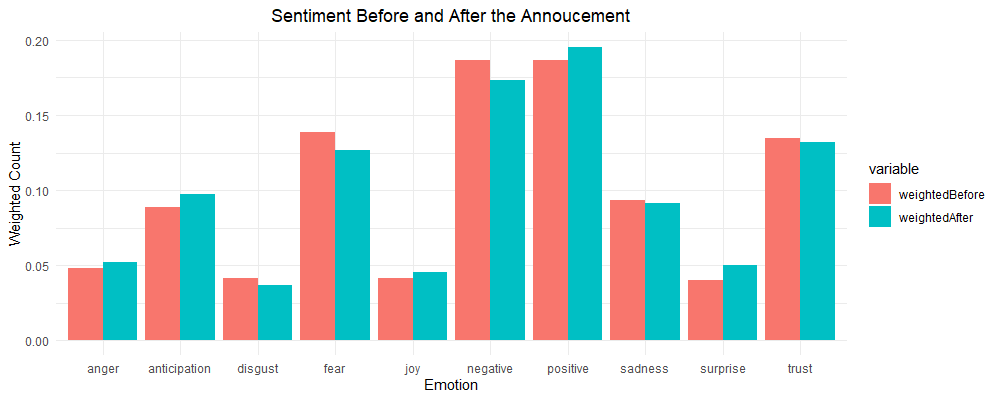 Sentiment Before and After the Annoucement
Weighted Count
0.20
0.15
0.10
0.05
0.00
anger anticipation disgust fear joy negative positive sadness surprise trust
Emotion
variable
weightedBefore
weightedAfter